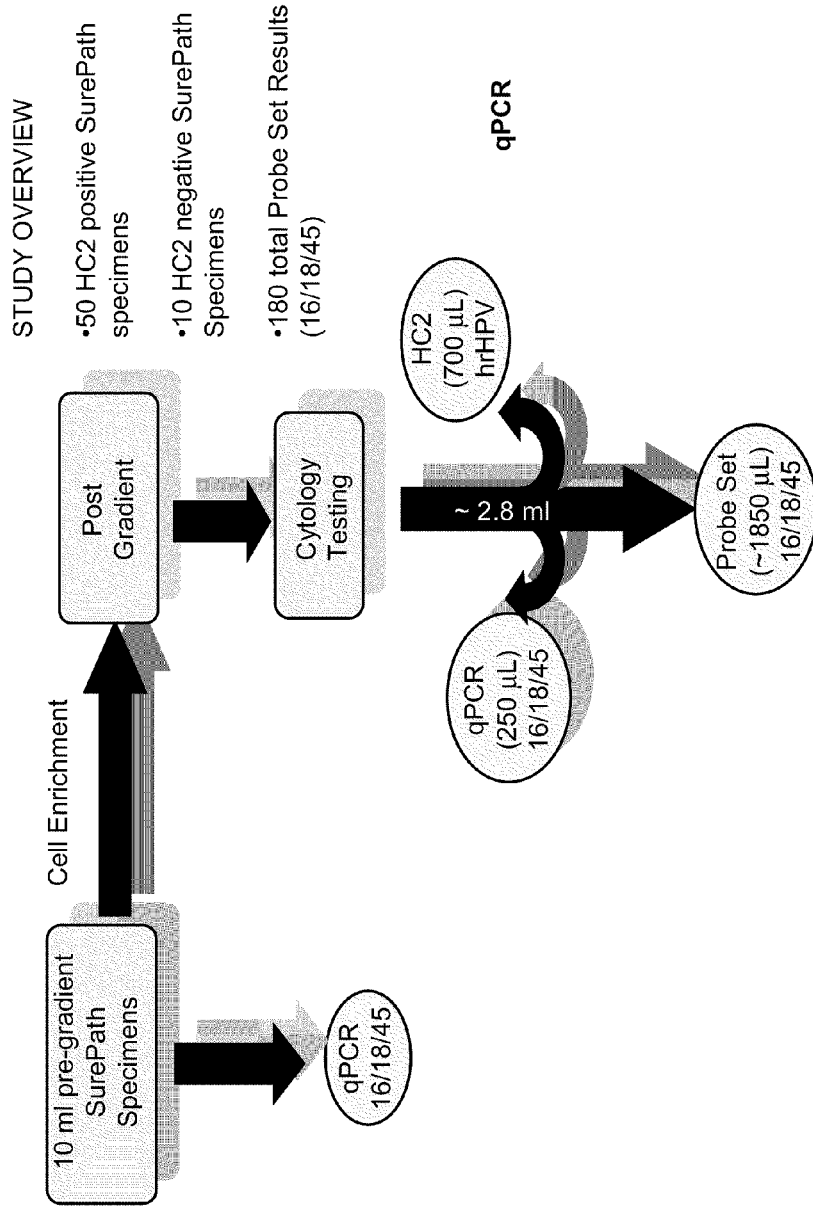 10 ml pre-gradient
SurePath
Specimens
Cell Enrichment
Post
Gradient
STUDY OVERVIEW
•50 HC2 positive SurePath
specimens
•10 HC2 negative SurePath
Specimens
•180 total Probe Set Results
(16/18/45)
Cytology
Testing
qPCR
16/18/45
~ 2.8 ml
qPCR
(250 µL)
16/18/45
HC2
(700 µL)
hrHPV
Probe Set
(~1850 µL)
16/18/45
qPCR